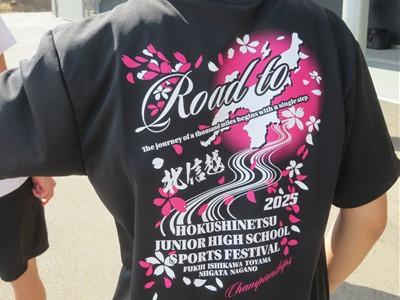 Road to
The journey of a thousand miles begins with a single step
北信越
2025
HOKUSHINETSU
JUNIOR HIGH SCHOOL
SPORTS FESTIVAL
FUKUI ISHIKAWA TOYAMA
NIIGATA NAGANO
Championships